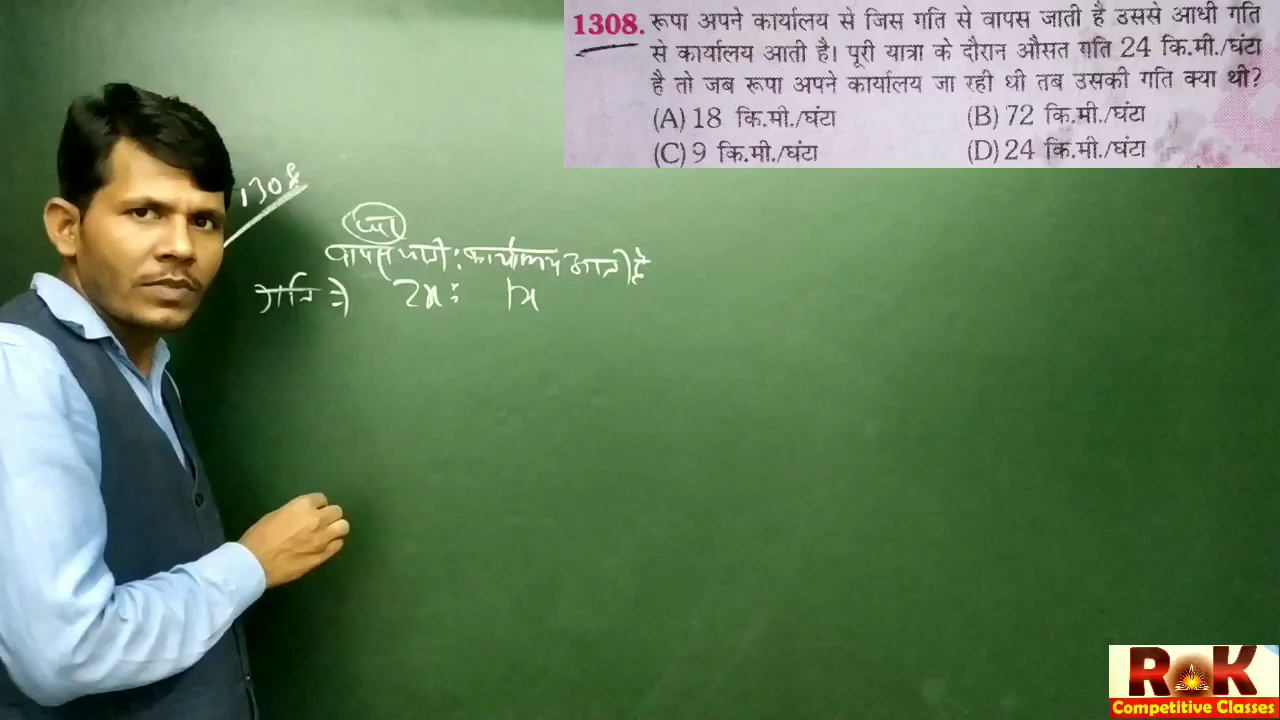 1308. रूपा अपने कार्यालय से जिस गति से वापस जाती है उससे आधी गति
से कार्यालय आती है। पूरी यात्रा के दौरान औसत गति 24 कि.मी./घंटा
है तो जब रूपा अपने कार्यालय जा रही थी तब उसकी गति क्या थी?
(A) 18 कि.मी./घंटा (B) 72 कि.मी./घंटा
(C) 9 कि.मी./घंटा (D) 24 कि.मी./घंटा
1308
वापस जाती : कार्यालय आती है
गति ⇒ 2x : 1x
RK
Competitive Classes